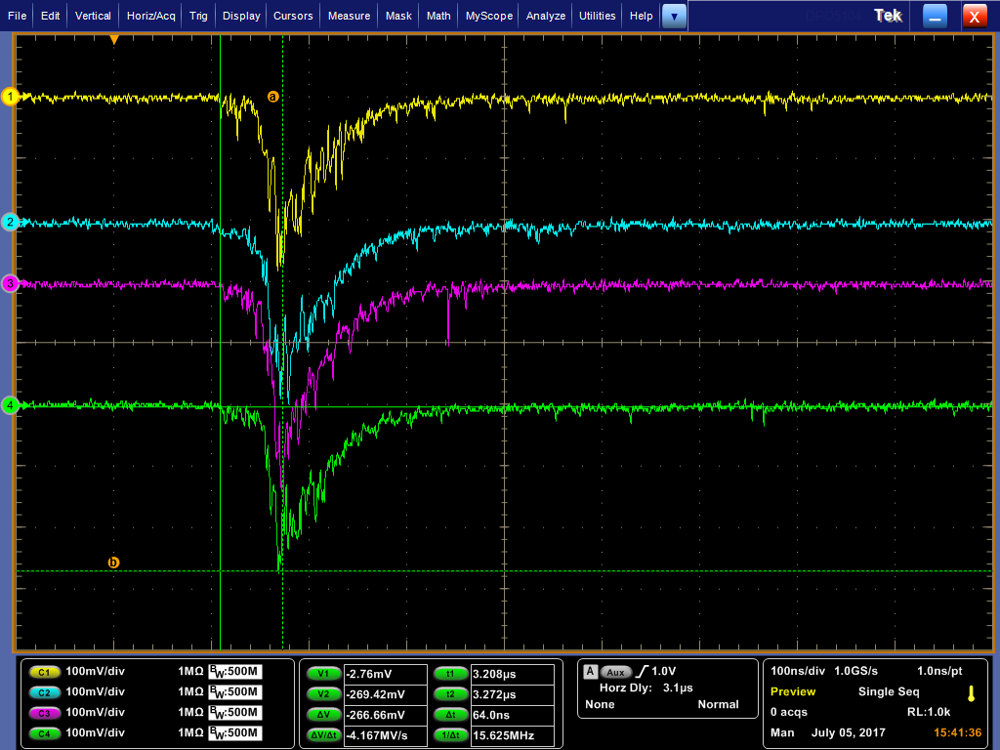 File Edit Vertical Horiz/Acq Trig Display Cursors Measure Mask Math MyScope Analyze Utilities Help Tek X
1
a
2
3
4
b
C1 100mV/div 1MΩ BW:500M
C2 100mV/div 1MΩ BW:500M
C3 100mV/div 1MΩ BW:500M
C4 100mV/div 1MΩ BW:500M
V1 -2.76mV t1 3.208µs
V2 -269.42mV t2 3.272µs
ΔV -266.66mV Δt 64.0ns
ΔV/Δt -4.167MV/s 1/Δt 15.625MHz
A Aux 1.0V
Horz Dly: 3.1µs
None Normal
100ns/div 1.0GS/s 1.0ns/pt
Preview Single Seq
0 acqs RL:1.0k
Man July 05, 2017 15:41:36